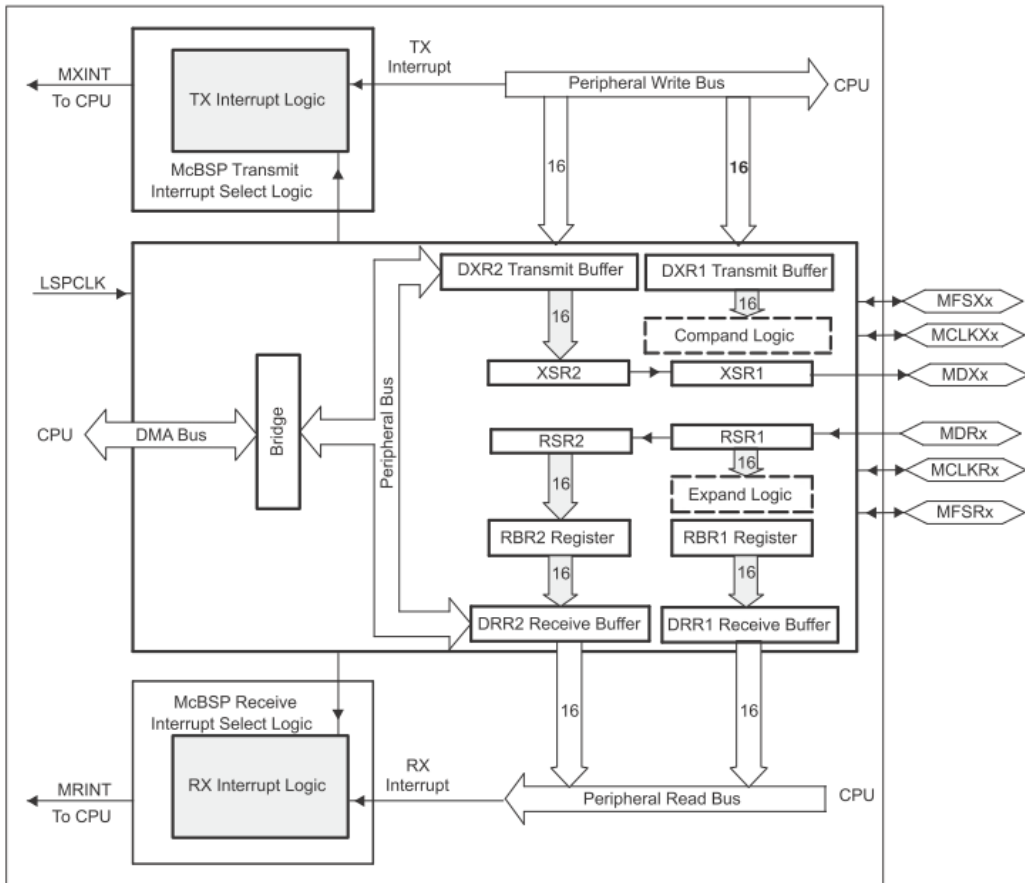 TX
Interrupt
MXINT
To CPU
TX Interrupt Logic
McBSP Transmit
Interrupt Select Logic
Peripheral Write Bus
CPU
16
16
LSPCLK
DXR2 Transmit Buffer
DXR1 Transmit Buffer
16
16
Compand Logic
MFSXx
MCLKXx
XSR2
XSR1
MDXx
CPU
DMA Bus
Bridge
Peripheral Bus
RSR2
RSR1
MDRx
16
16
Expand Logic
MCLKRx
MFSRx
RBR2 Register
RBR1 Register
16
16
DRR2 Receive Buffer
DRR1 Receive Buffer
McBSP Receive
Interrupt Select Logic
16
16
RX Interrupt Logic
RX
Interrupt
MRINT
To CPU
Peripheral Read Bus
CPU